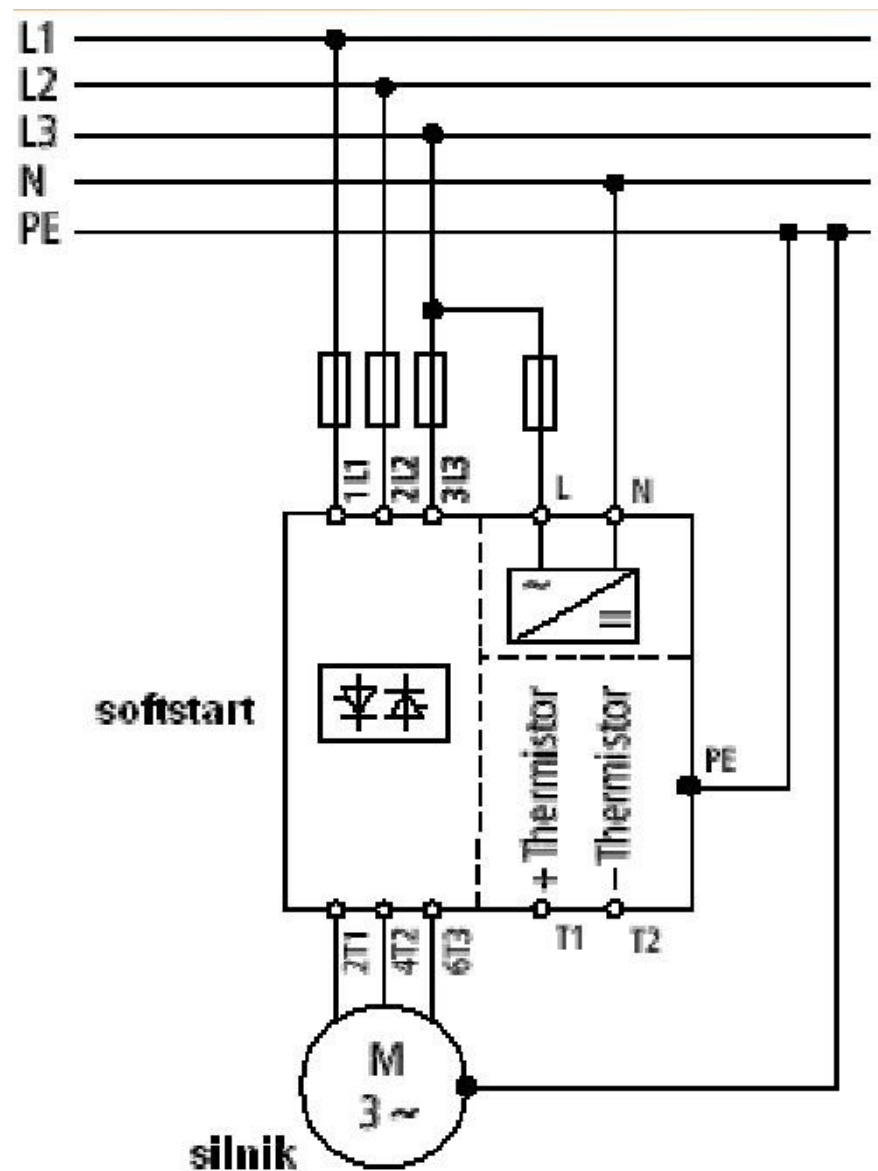 L1
L2
L3
N
PE
1L1
2L2
3L3
L
N
~
softstart
+ Thermistor
– Thermistor
PE
2T1
4T2
6T3
T1
T2
M
3 ~
silnik